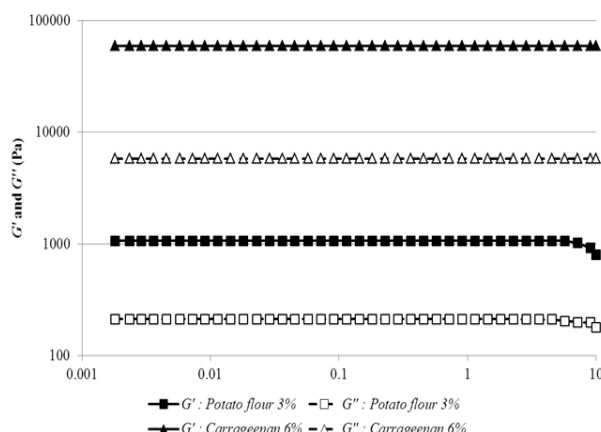 100000
10000
1000
100
G' and G'' (Pa)
0.001 0.01 0.1 1 10
G' : Potato flour 3% G'' : Potato flour 3%
G' : Carrageenan 6% G'' : Carrageenan 6%